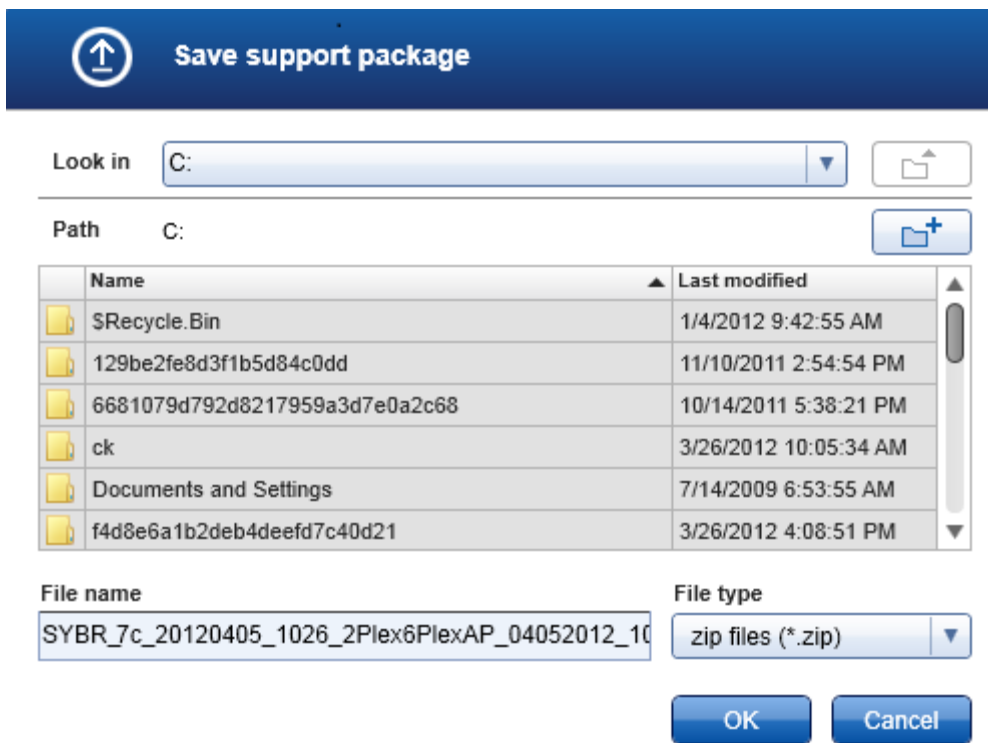 Save support package
Look in C:
Path C:
Name Last modified
$Recycle.Bin 1/4/2012 9:42:55 AM
129be2fe8d3f1b5d84c0dd 11/10/2011 2:54:54 PM
6681079d792d8217959a3d7e0a2c68 10/14/2011 5:38:21 PM
ck 3/26/2012 10:05:34 AM
Documents and Settings 7/14/2009 6:53:55 AM
f4d8e6a1b2deb4deefd7c40d21 3/26/2012 4:08:51 PM
File name File type
SYBR_7c_20120405_1026_2Plex6PlexAP_04052012_10 zip files (*.zip)
OK Cancel